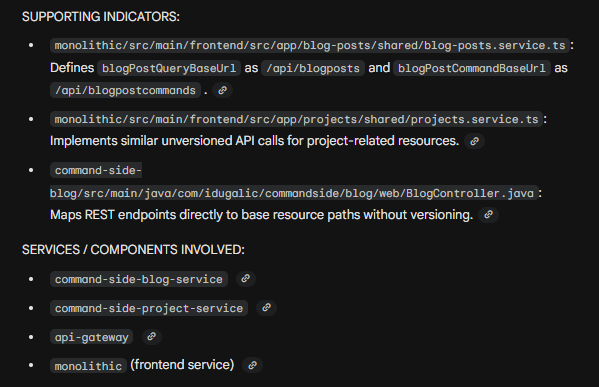 SUPPORTING INDICATORS:
• monolithic/src/main/frontend/src/app/blog-posts/shared/blog-posts.service.ts:
Defines blogPostQueryBaseUrl as /api/blogposts and blogPostCommandBaseUrl as
/api/blogpostcommands .
• monolithic/src/main/frontend/src/app/projects/shared/projects.service.ts:
Implements similar unversioned API calls for project-related resources.
• command-side-
blog/src/main/java/com/idugalic/commandside/blog/web/BlogController.java:
Maps REST endpoints directly to base resource paths without versioning.
SERVICES / COMPONENTS INVOLVED:
• command-side-blog-service
• command-side-project-service
• api-gateway
• monolithic (frontend service)